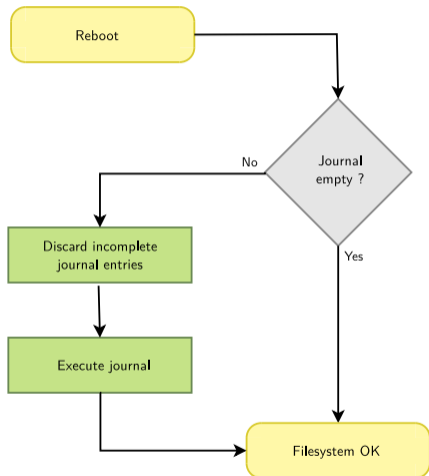 Reboot
Journal
empty ?
No
Yes
Discard incomplete
journal entries
Execute journal
Filesystem OK